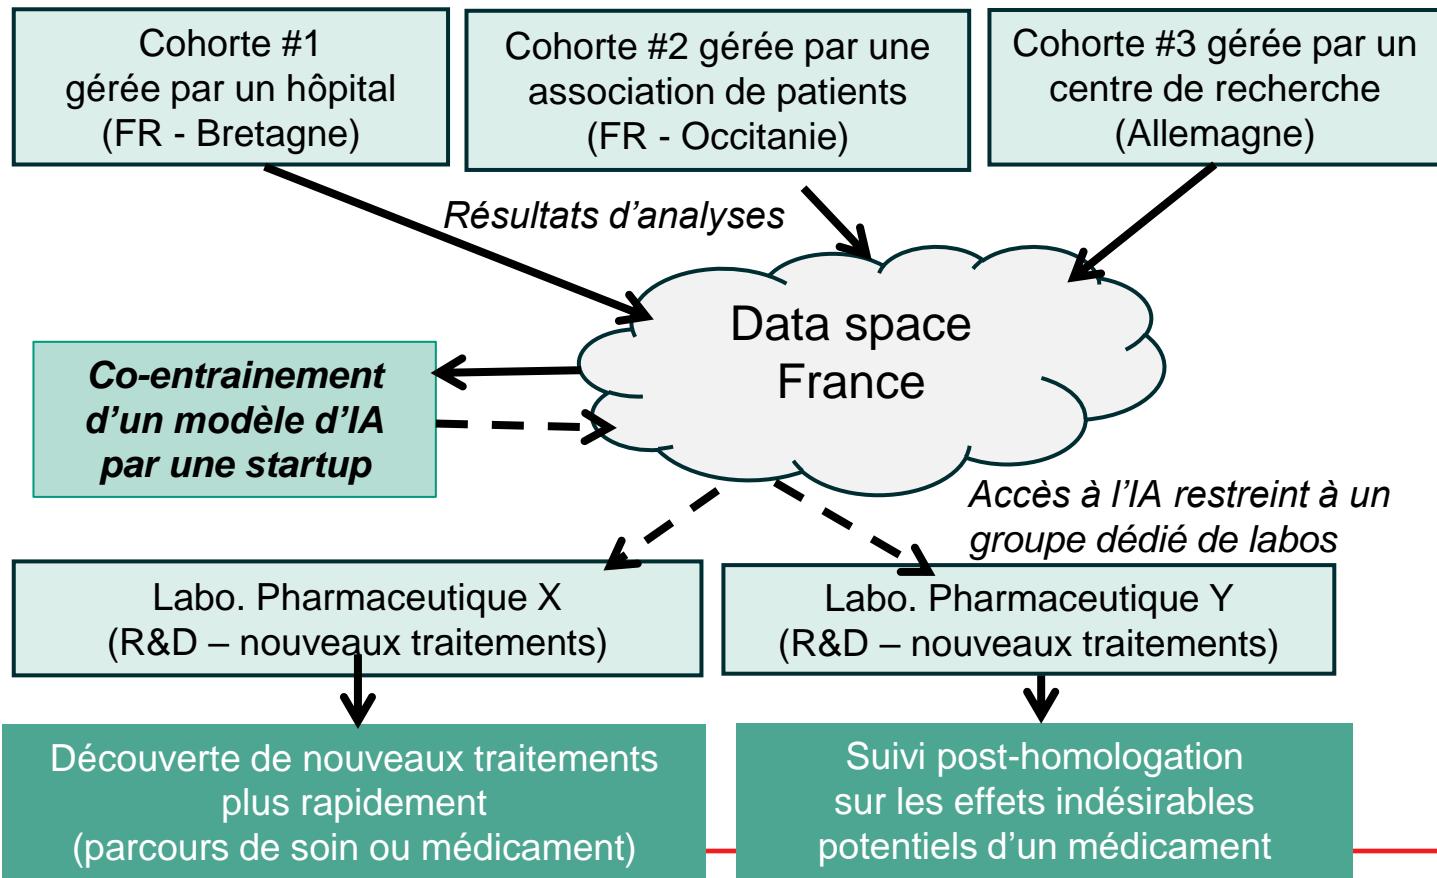 Cohorte #1
gérée par un hôpital
(FR - Bretagne)
Cohorte #2 gérée par une
association de patients
(FR - Occitanie)
Cohorte #3 gérée par un
centre de recherche
(Allemagne)
Résultats d’analyses
Data space
France
Co-entrainement
d’un modèle d’IA
par une startup
Accès à l’IA restreint à un
groupe dédié de labos
Labo. Pharmaceutique X
(R&D – nouveaux traitements)
Labo. Pharmaceutique Y
(R&D – nouveaux traitements)
Découverte de nouveaux traitements
plus rapidement
(parcours de soin ou médicament)
Suivi post-homologation
sur les effets indésirables
potentiels d’un médicament